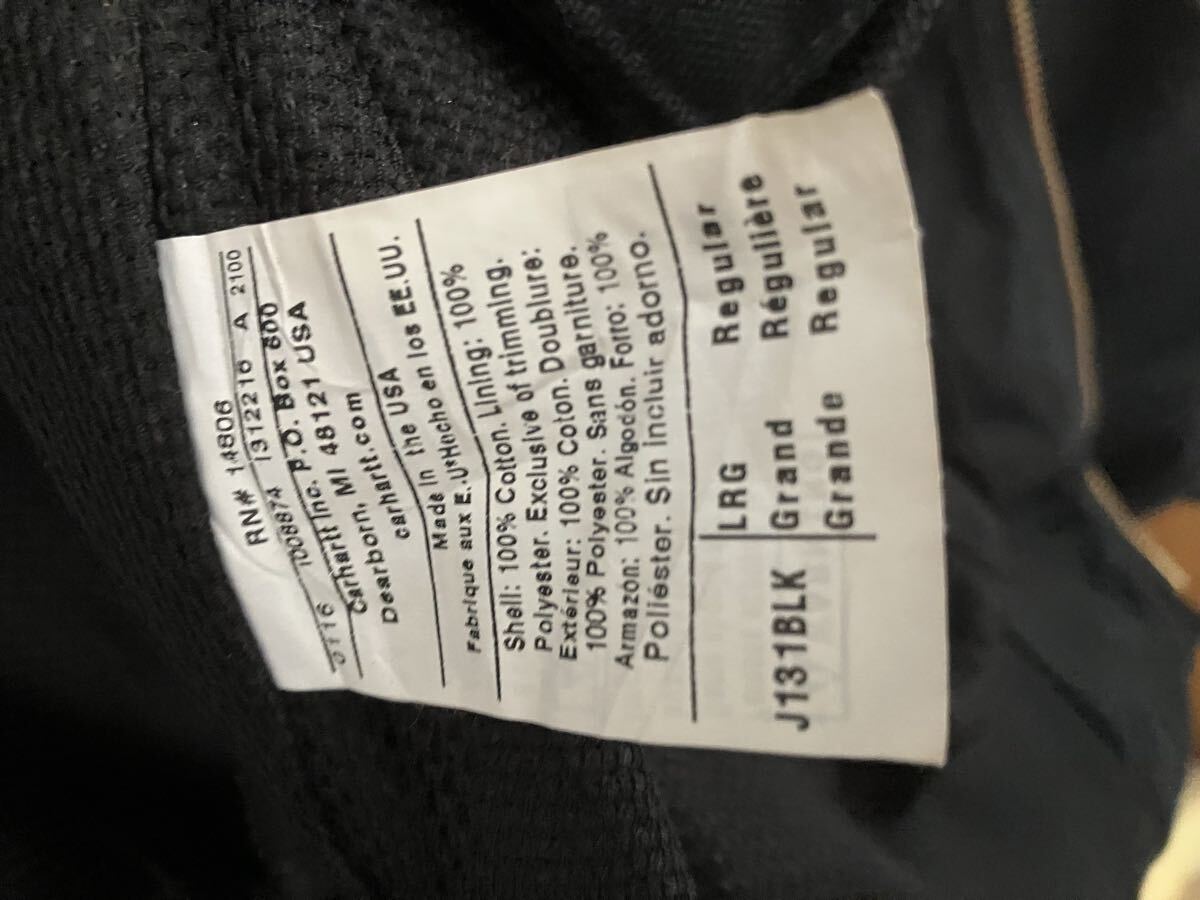 RN# 14806
0116 1008874 1312210 A 2100
Carhartt Inc. P.O. Box 600
Dearborn, MI 48121 USA
carhartt.com
Made in the USA
Fabrique aux E.-U*Hecho en los EE.UU.
Shell: 100% Cotton. Lining: 100%
Polyester. Exclusive of trimming.
Extérieur: 100% Coton. Doublure:
100% Polyester. Sans garniture.
Armazón: 100% Algodón. Forro: 100%
Poliéster. Sin incluir adorno.
LRG Regular
J131BLK Grand Régulière
Grande Regular